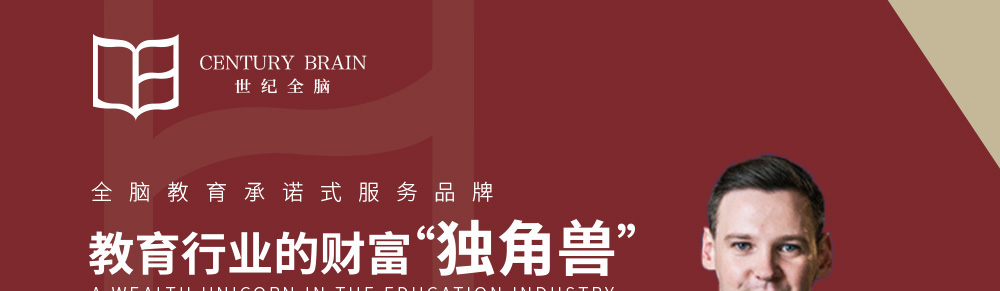 CENTURY BRAIN
世纪全脑
全脑教育承诺式服务品牌
教育行业的财富“独角兽”
A WEALTH UNICORN IN THE EDUCATION INDUSTRY